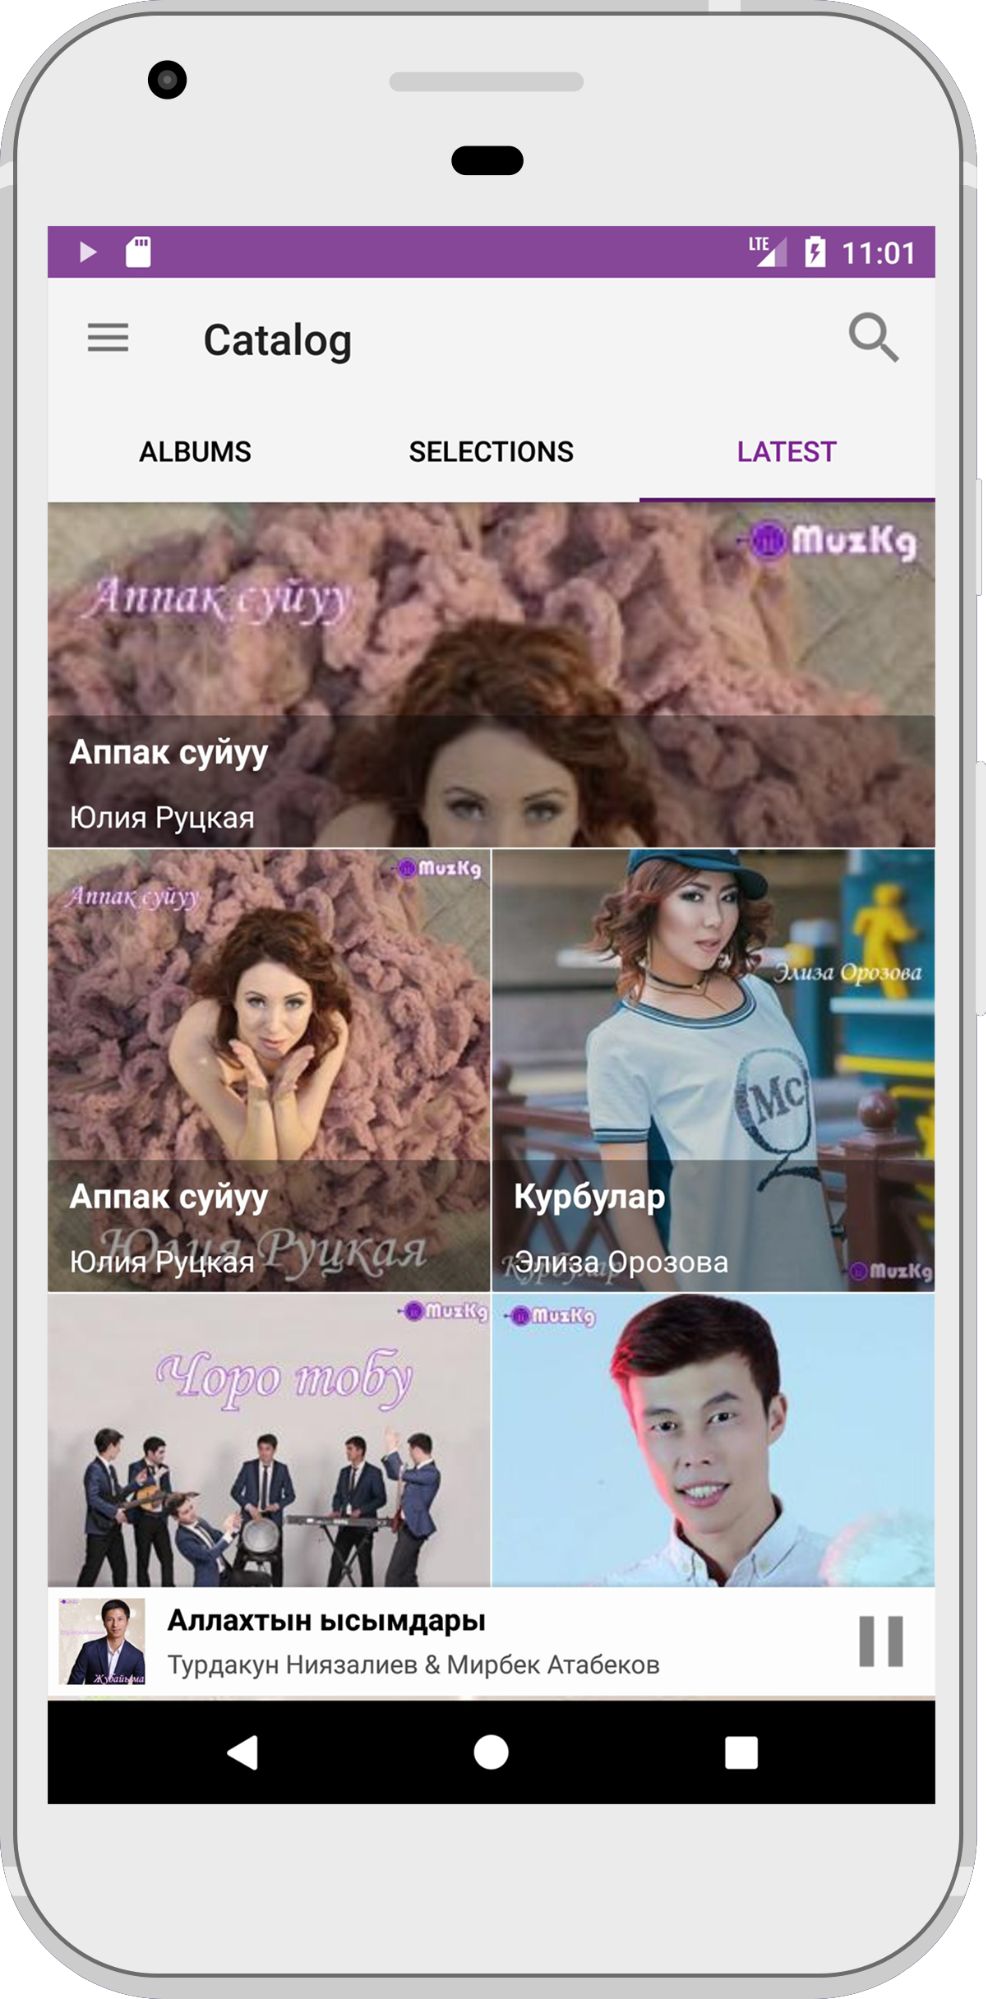 LTE 11:01
Catalog
ALBUMS SELECTIONS LATEST
MuzKg
Аппак суйуу
Аппак суйуу
Юлия Руцкая
MuzKg
Аппак суйуу
Аппак суйуу
Юлия Руцкая
Юлия Руцкая
Элиза Орозова
Mc
Курбулар
Элиза Орозова
Курбулар
MuzKg
MuzKg
Чоро тобу
MuzKg
Аллахтын ысымдары
Турдакун Ниязалиев & Мирбек Атабеков